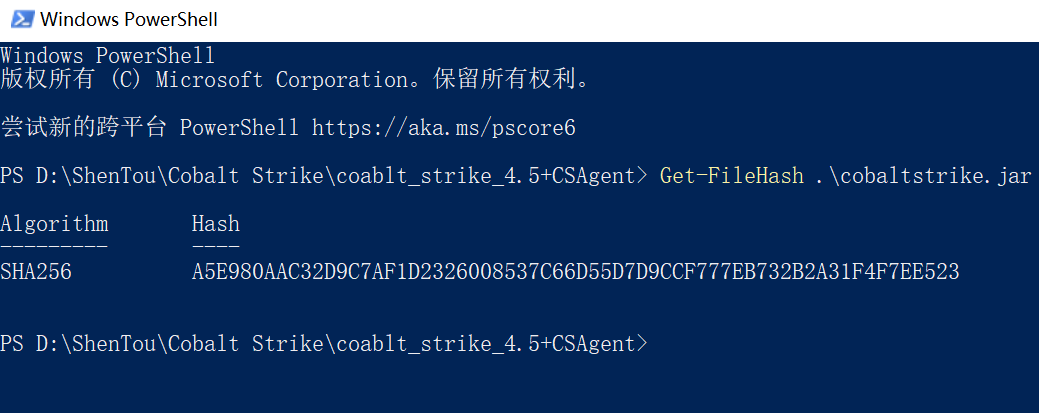 Windows PowerShell
Windows PowerShell
版权所有 (C) Microsoft Corporation。保留所有权利。
尝试新的跨平台 PowerShell https://aka.ms/pscore6
PS D:\ShenTou\Cobalt Strike\coablt_strike_4.5+CSAgent> Get-FileHash .\cobaltstrike.jar
Algorithm Hash
--------- ----
SHA256 A5E980AAC32D9C7AF1D2326008537C66D55D7D9CCF777EB732B2A31F4F7EE523
PS D:\ShenTou\Cobalt Strike\coablt_strike_4.5+CSAgent>